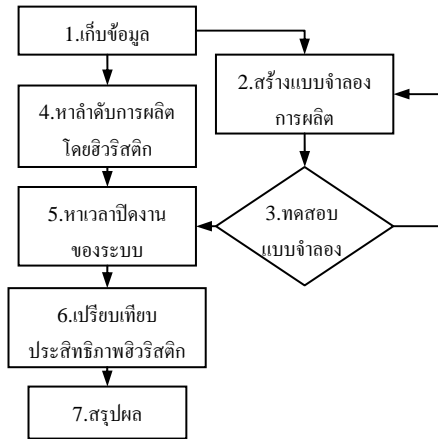 1.เก็บข้อมูล
2.สร้างแบบจำลอง
การผลิต
3.ทดสอบ
แบบจำลอง
4.หาลำดับการผลิต
โดยฮิวริสติก
5.หาเวลาปิดงาน
ของระบบ
6.เปรียบเทียบ
ประสิทธิภาพฮิวริสติก
7.สรุปผล